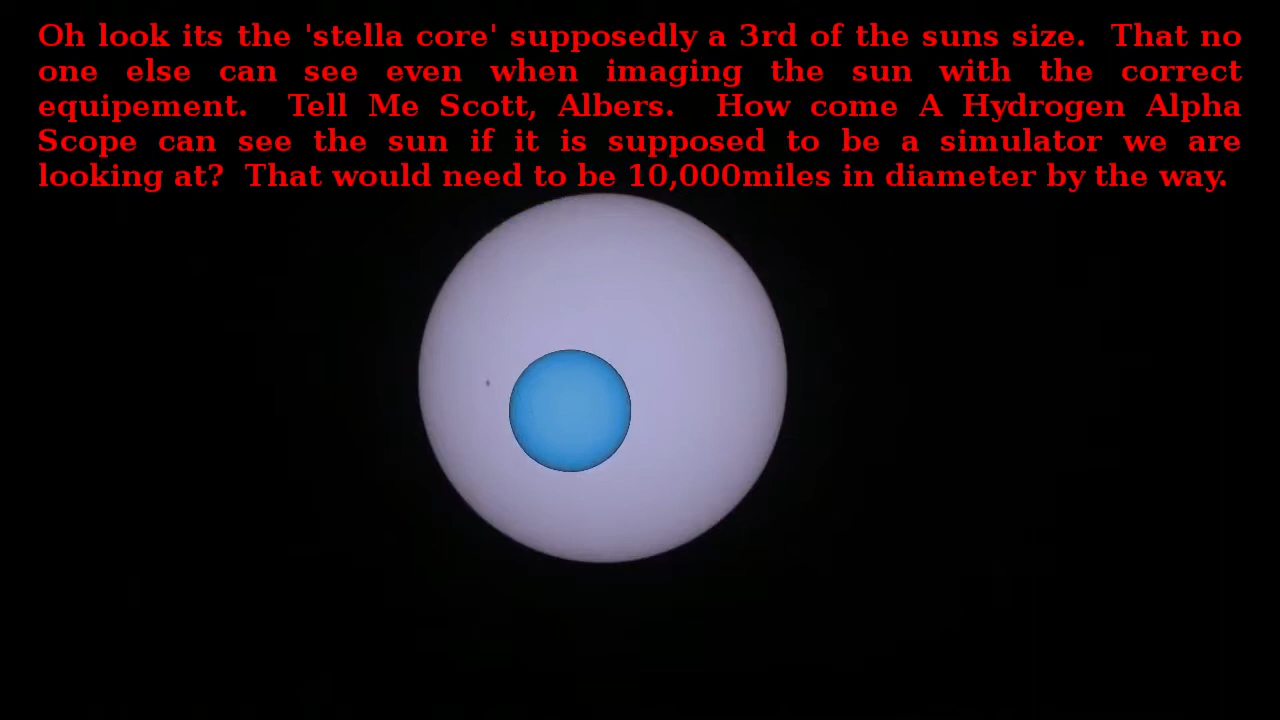 Oh look its the 'stella core' supposedly a 3rd of the suns size. That no
one else can see even when imaging the sun with the correct
equipement. Tell Me Scott, Albers. How come A Hydrogen Alpha
Scope can see the sun if it is supposed to be a simulator we are
looking at? That would need to be 10,000miles in diameter by the way.